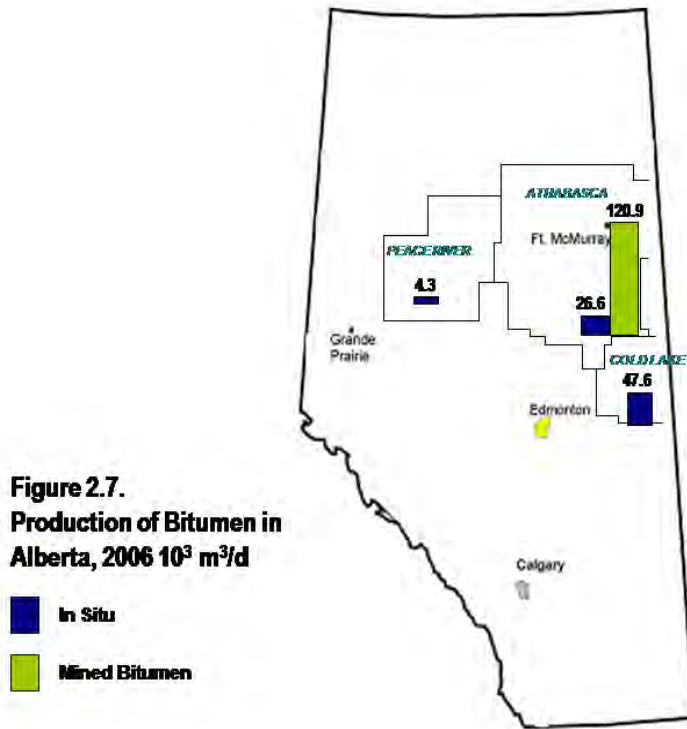 ATHABASCA
120.9
Ft. McMurray
PEACE RIVER
4.3
26.6
Grande
Prairie
COLD LAKE
47.6
Edmonton
Figure 2.7.
Production of Bitumen in
Alberta, 2006 10³ m³/d
Calgary
In Situ
Mined Bitumen